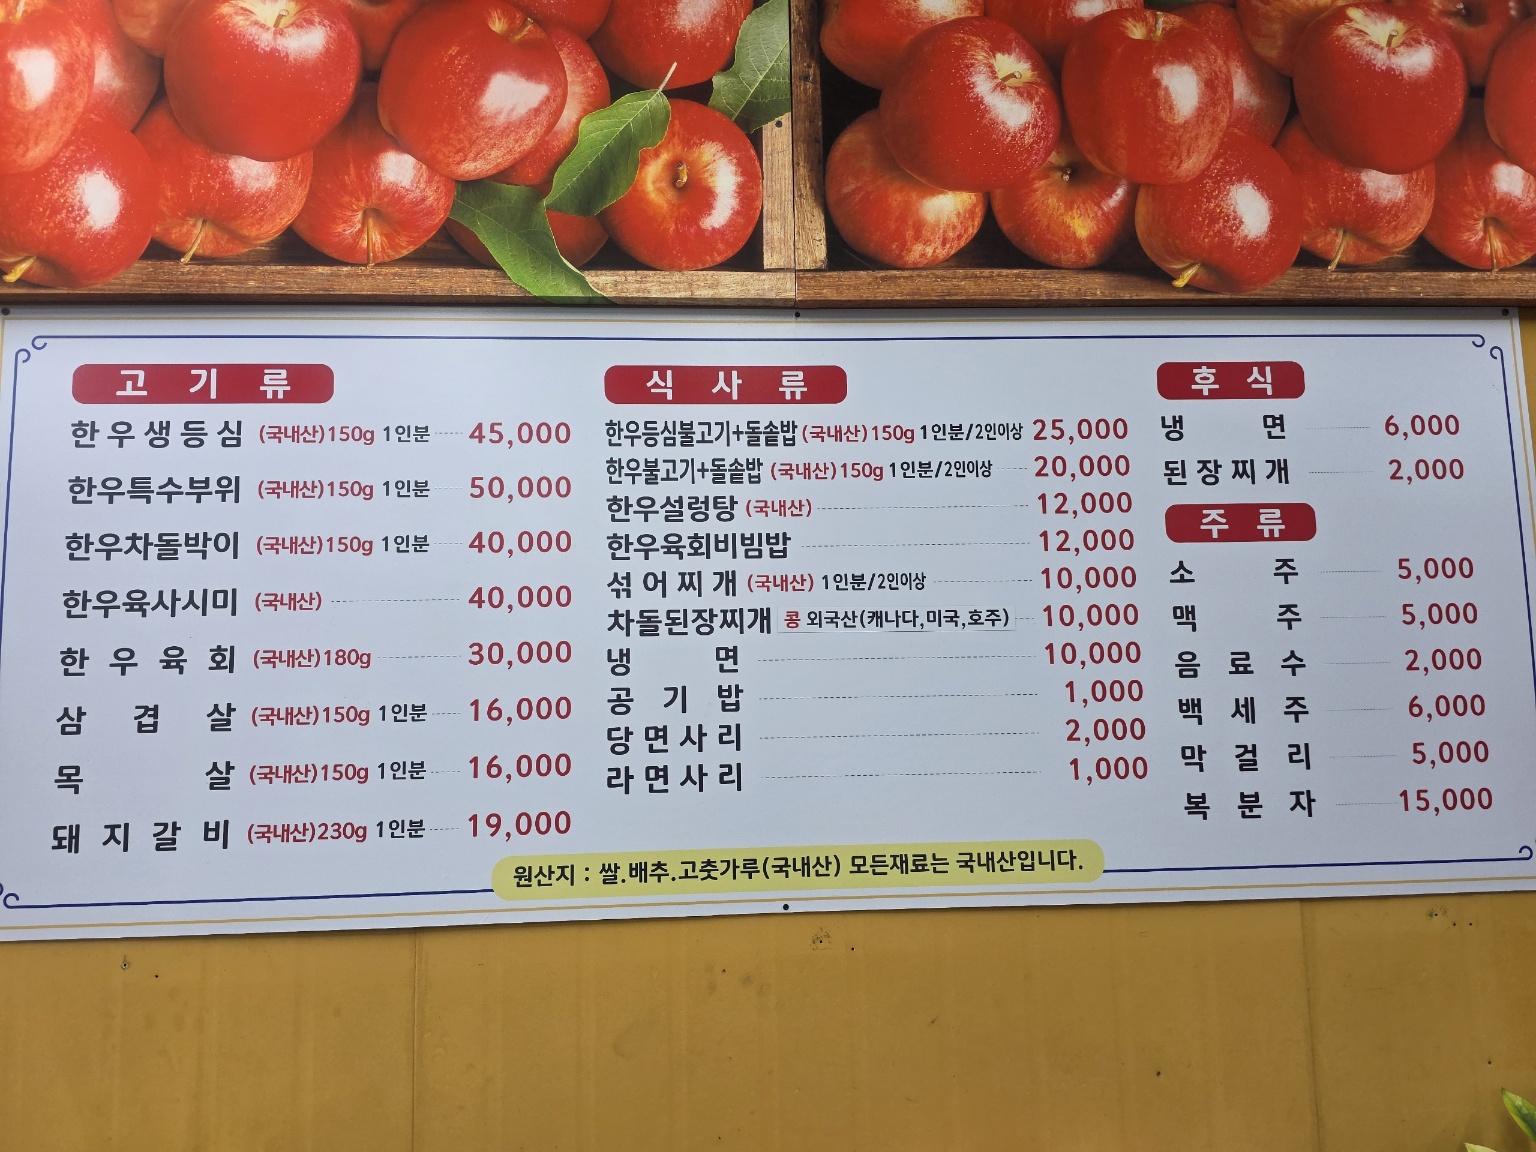 고 기 류
한우생등심 (국내산)150g 1인분 45,000
한우특수부위 (국내산)150g 1인분 50,000
한우차돌박이 (국내산)150g 1인분 40,000
한우육사시미 (국내산) 40,000
한 우 육 회 (국내산)180g 30,000
삼 겹 살 (국내산)150g 1인분 16,000
목 살 (국내산)150g 1인분 16,000
돼 지 갈 비 (국내산)230g 1인분 19,000
식 사 류
한우등심불고기+돌솥밥 (국내산)150g 1인분/2인이상 25,000
한우불고기+돌솥밥 (국내산)150g 1인분/2인이상 20,000
한우설렁탕 (국내산) 12,000
한우육회비빔밥 12,000
섞어찌개 (국내산) 1인분/2인이상 10,000
차돌된장찌개 콩 외국산(캐나다,미국,호주) 10,000
냉 면 10,000
공 기 밥 1,000
당면사리 2,000
라면사리 1,000
후 식
냉 면 6,000
된장찌개 2,000
주 류
소 주 5,000
맥 주 5,000
음 료 수 2,000
백 세 주 6,000
막 걸 리 5,000
복 분 자 15,000
원산지 : 쌀.배추.고춧가루(국내산) 모든재료는 국내산입니다.